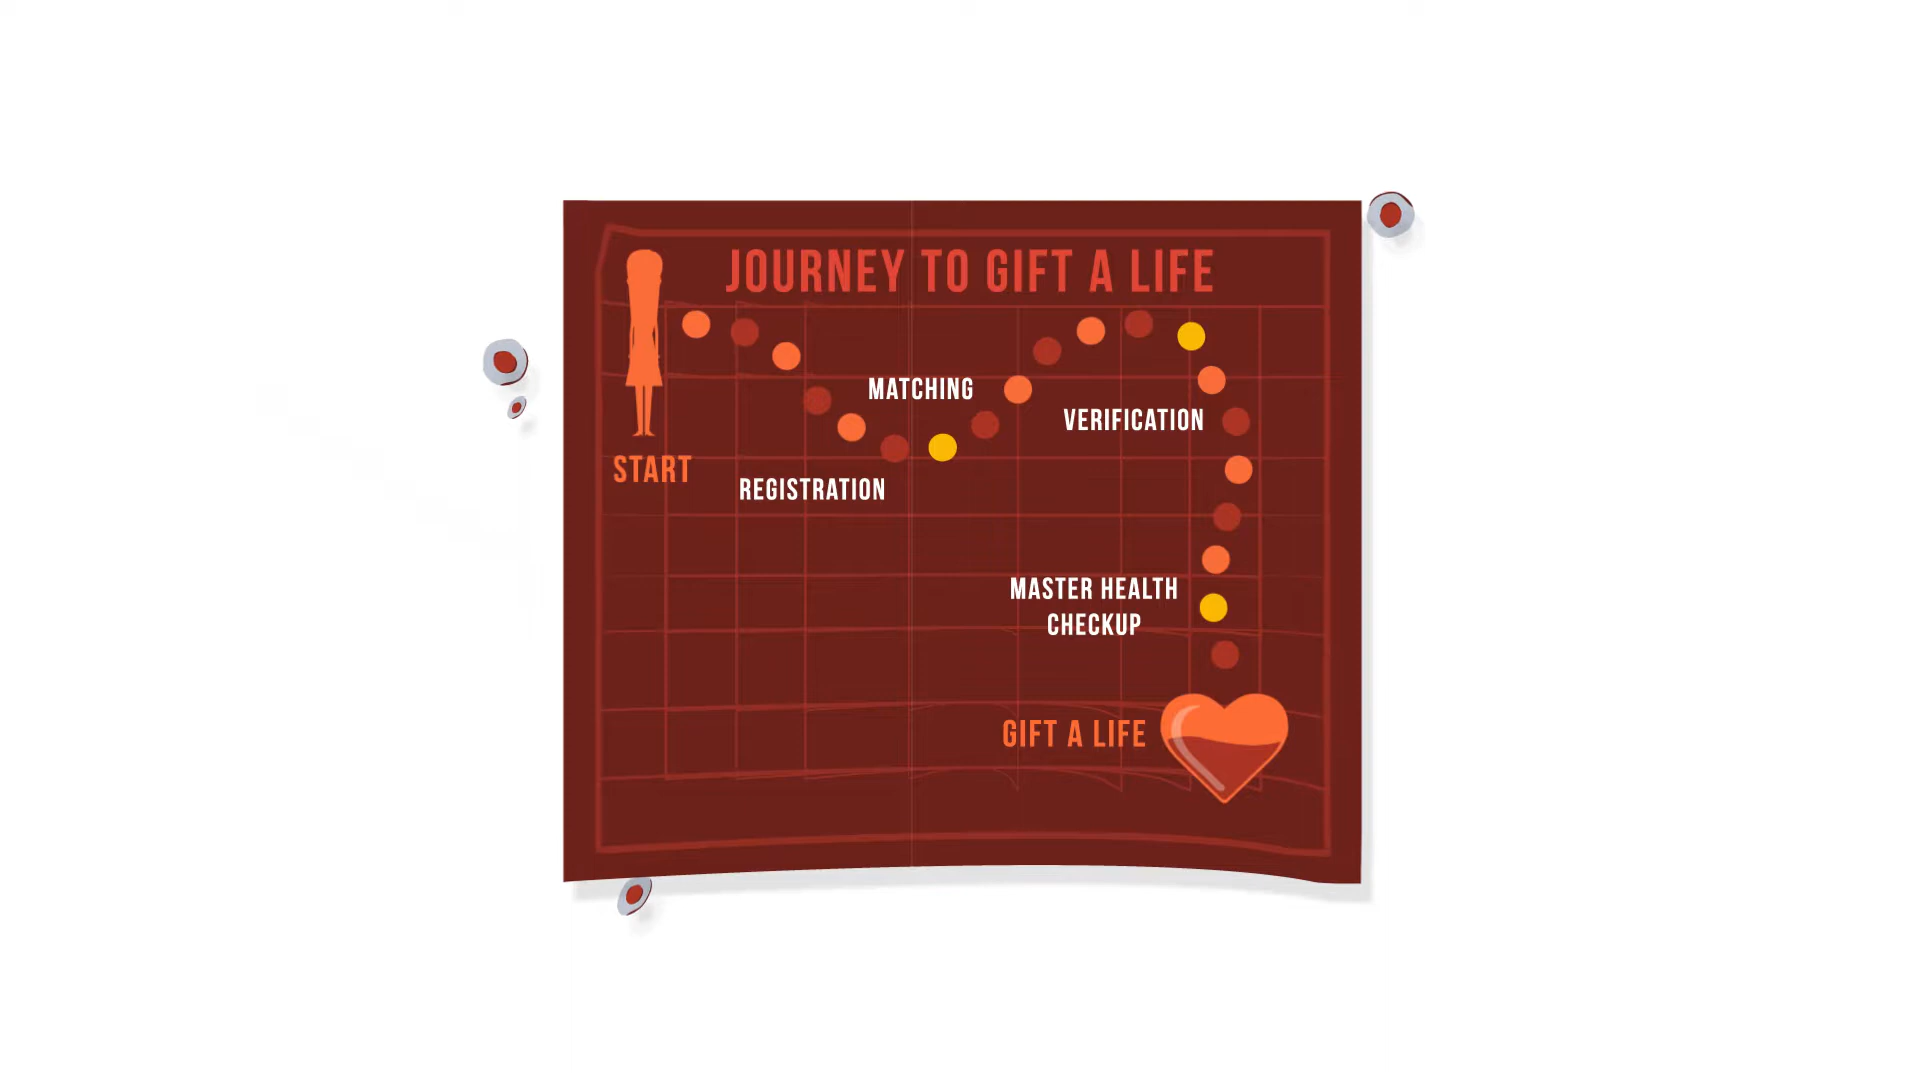 JOURNEY TO GIFT A LIFE
START
REGISTRATION
MATCHING
VERIFICATION
MASTER HEALTH
CHECKUP
GIFT A LIFE